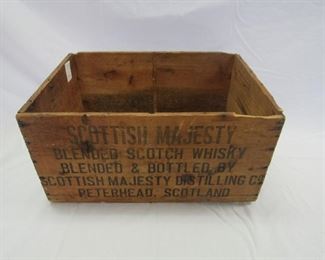 SCOTTISH MAJESTY
BLENDED SCOTCH WHISKY
BLENDED & BOTTLED BY
SCOTTISH MAJESTY DISTILLING CO
PETERHEAD, SCOTLAND